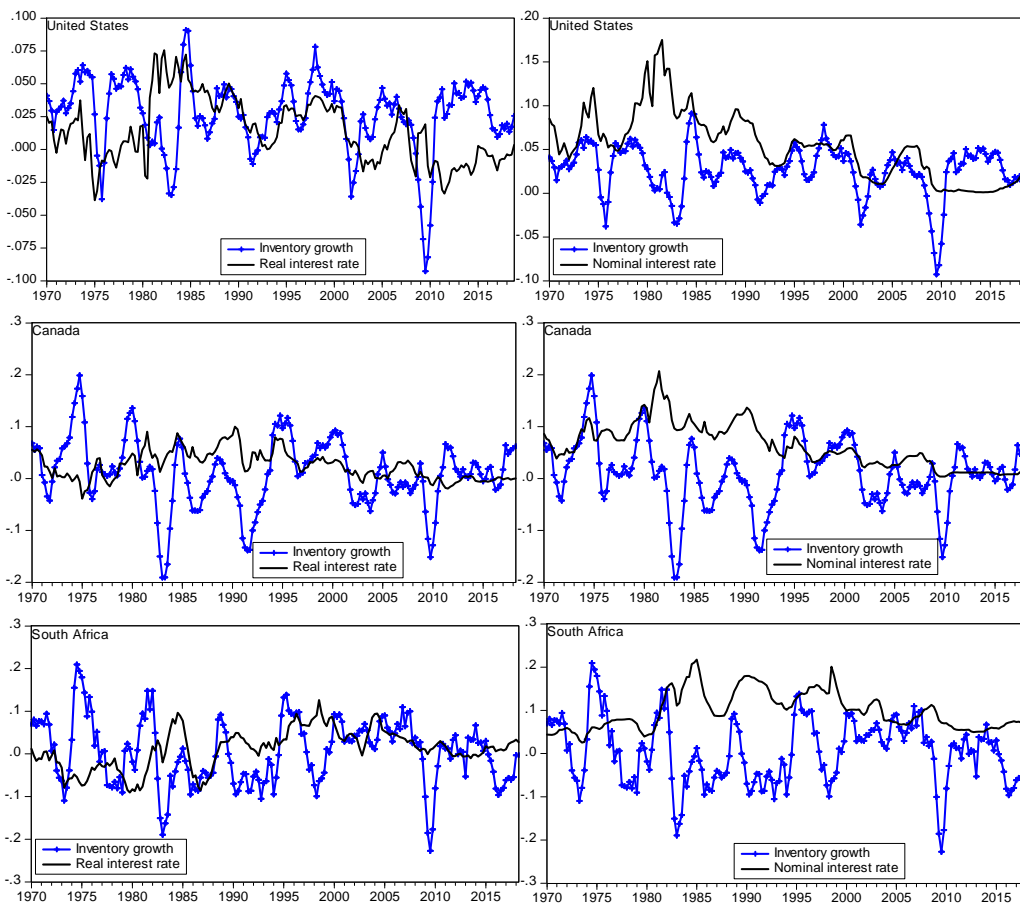 United States
.100
.075
.050
.025
.000
-.025
-.050
-.075
-.100
Inventory growth
Real interest rate
1970 1975 1980 1985 1990 1995 2000 2005 2010 2015
United States
.20
.15
.10
.05
.00
-.05
-.10
Inventory growth
Nominal interest rate
1970 1975 1980 1985 1990 1995 2000 2005 2010 2015
Canada
.3
.2
.1
.0
-.1
-.2
Inventory growth
Real interest rate
1970 1975 1980 1985 1990 1995 2000 2005 2010 2015
Canada
.3
.2
.1
.0
-.1
-.2
Inventory growth
Nominal interest rate
1970 1975 1980 1985 1990 1995 2000 2005 2010 2015
South Africa
.3
.2
.1
.0
-.1
-.2
-.3
Inventory growth
Real interest rate
1970 1975 1980 1985 1990 1995 2000 2005 2010 2015
South Africa
.3
.2
.1
.0
-.1
-.2
-.3
Inventory growth
Nominal interest rate
1970 1975 1980 1985 1990 1995 2000 2005 2010 2015